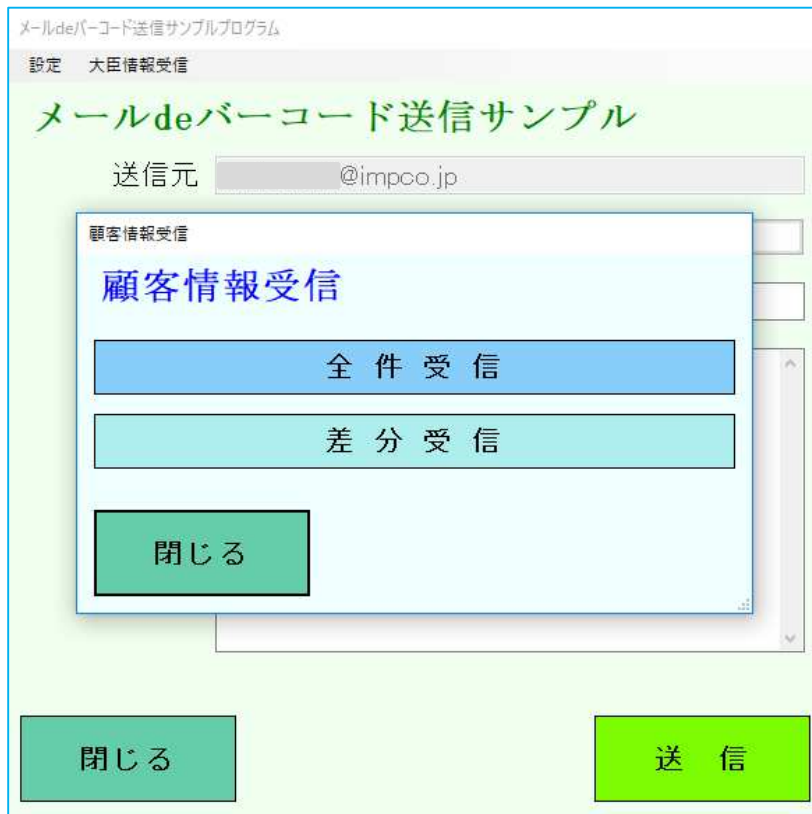 メールdeバーコード送信サンプルプログラム
設定 大臣情報受信
メールdeバーコード送信サンプル
送信元 @impco.jp
顧客情報受信
顧客情報受信
全 件 受 信
差 分 受 信
閉じる
閉じる 送 信